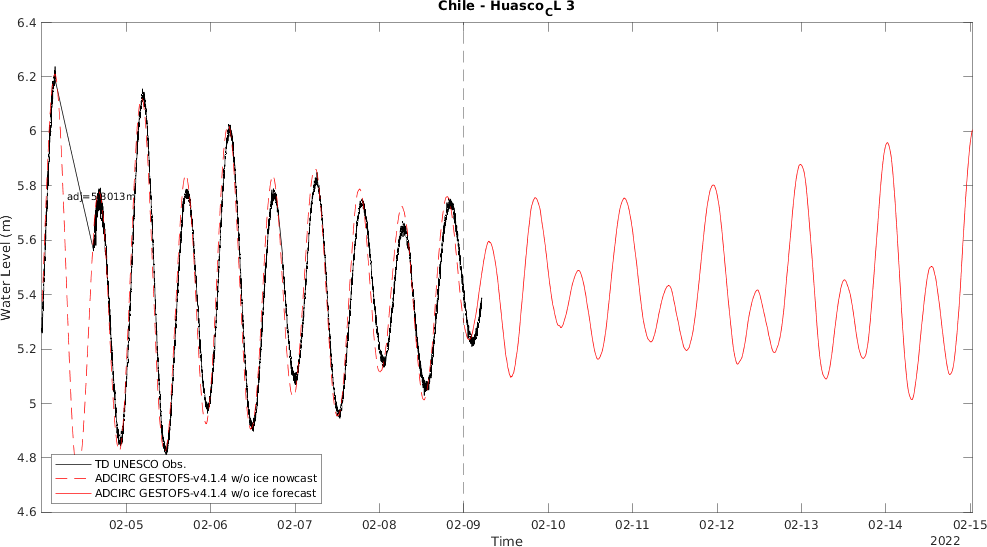 Chile - Huasco_CL 3
6.4
6.2
6
5.8
5.6
5.4
5.2
5
4.8
4.6
Water Level (m)
adj=5.3013m
TD UNESCO Obs.
ADCIRC GESTOFS-v4.1.4 w/o ice nowcast
ADCIRC GESTOFS-v4.1.4 w/o ice forecast
02-05 02-06 02-07 02-08 02-09 02-10 02-11 02-12 02-13 02-14 02-15
Time
2022